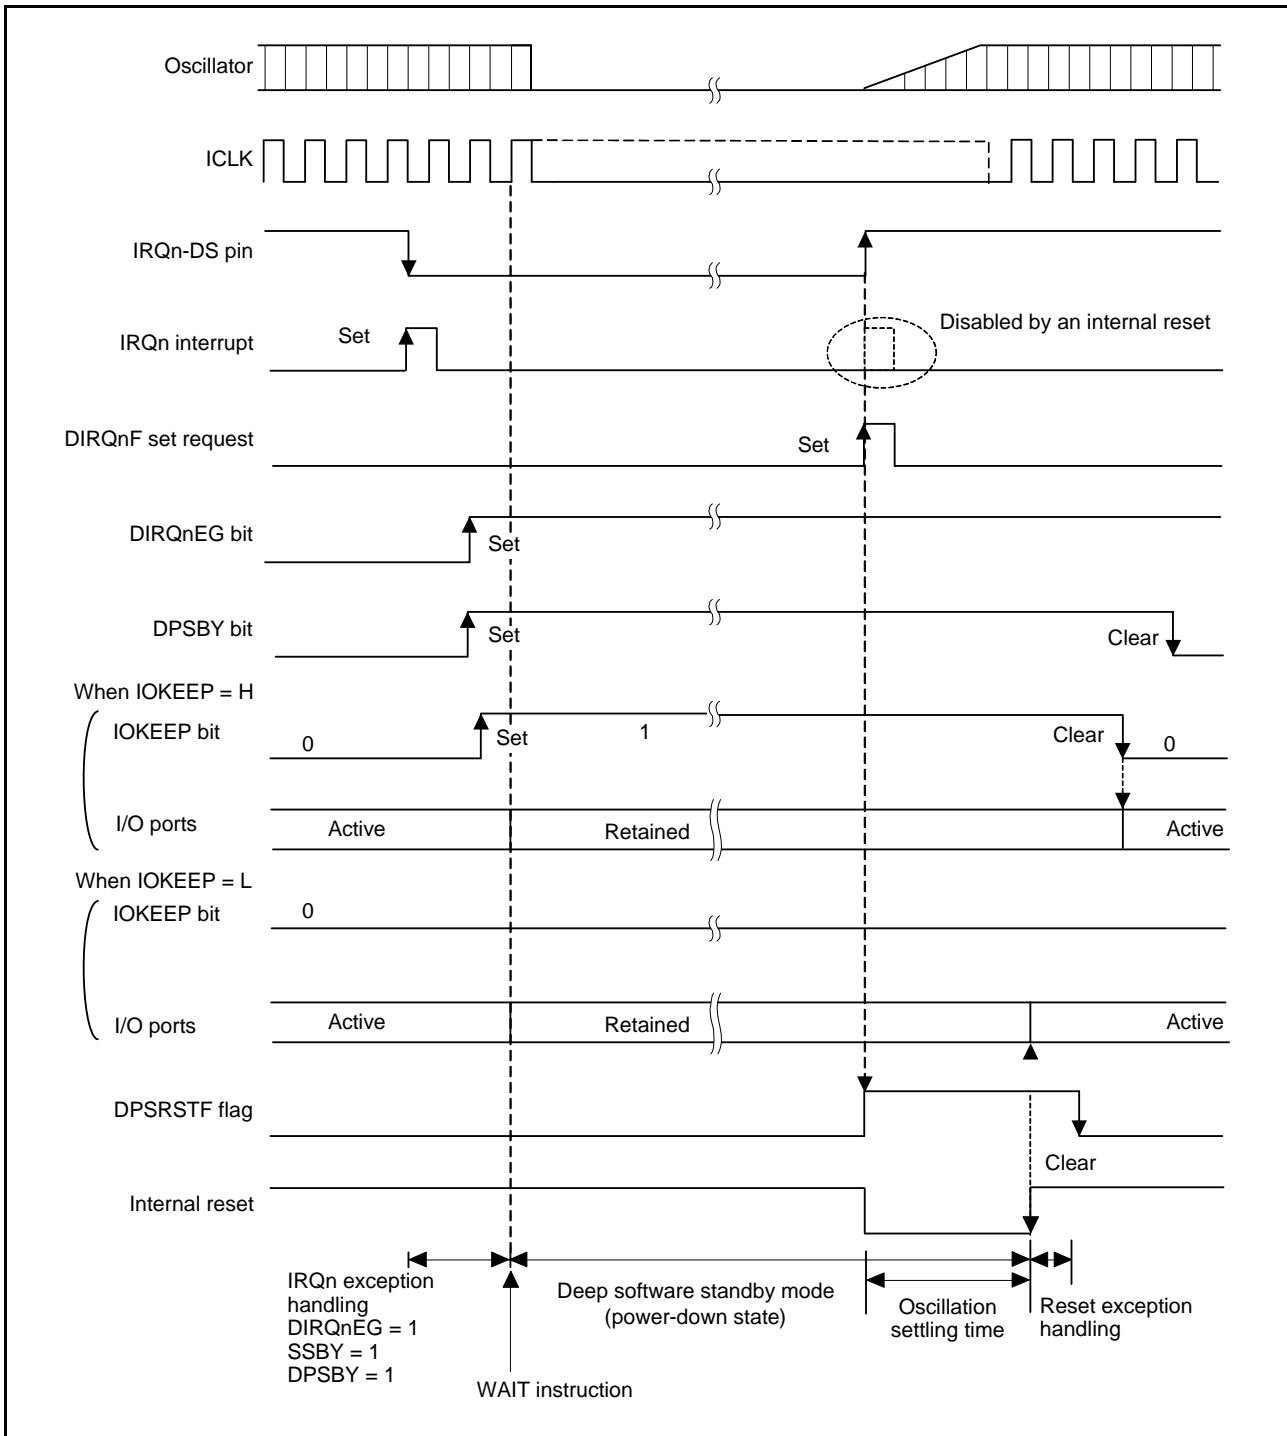 Oscillator
ICLK
IRQn-DS pin
IRQn interrupt
Set
Disabled by an internal reset
DIRQnF set request
Set
DIRQnEG bit
Set
DPSBY bit
Set
Clear
When IOKEEP = H
IOKEEP bit
0
Set
1
Clear
0
I/O ports
Active
Retained
Active
When IOKEEP = L
IOKEEP bit
0
I/O ports
Active
Retained
Active
DPSRSTF flag
Clear
Internal reset
IRQn exception
handling
DIRQnEG = 1
SSBY = 1
DPSBY = 1
WAIT instruction
Deep software standby mode
(power-down state)
Oscillation
settling time
Reset exception
handling